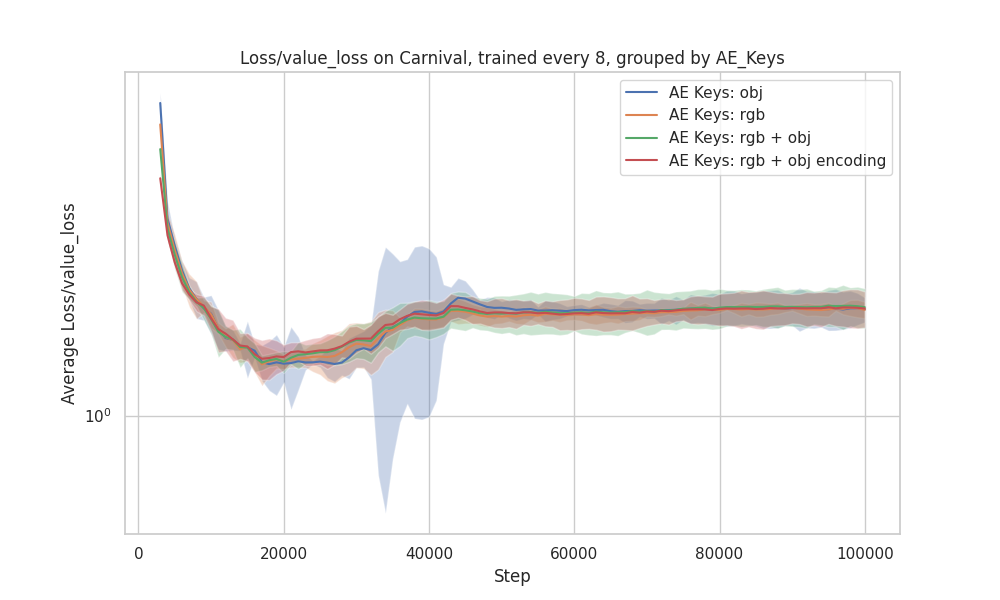 Loss/value_loss on Carnival, trained every 8, grouped by AE_Keys
AE Keys: obj
AE Keys: rgb
AE Keys: rgb + obj
AE Keys: rgb + obj encoding
Average Loss/value_loss
10⁰
0 20000 40000 60000 80000 100000
Step